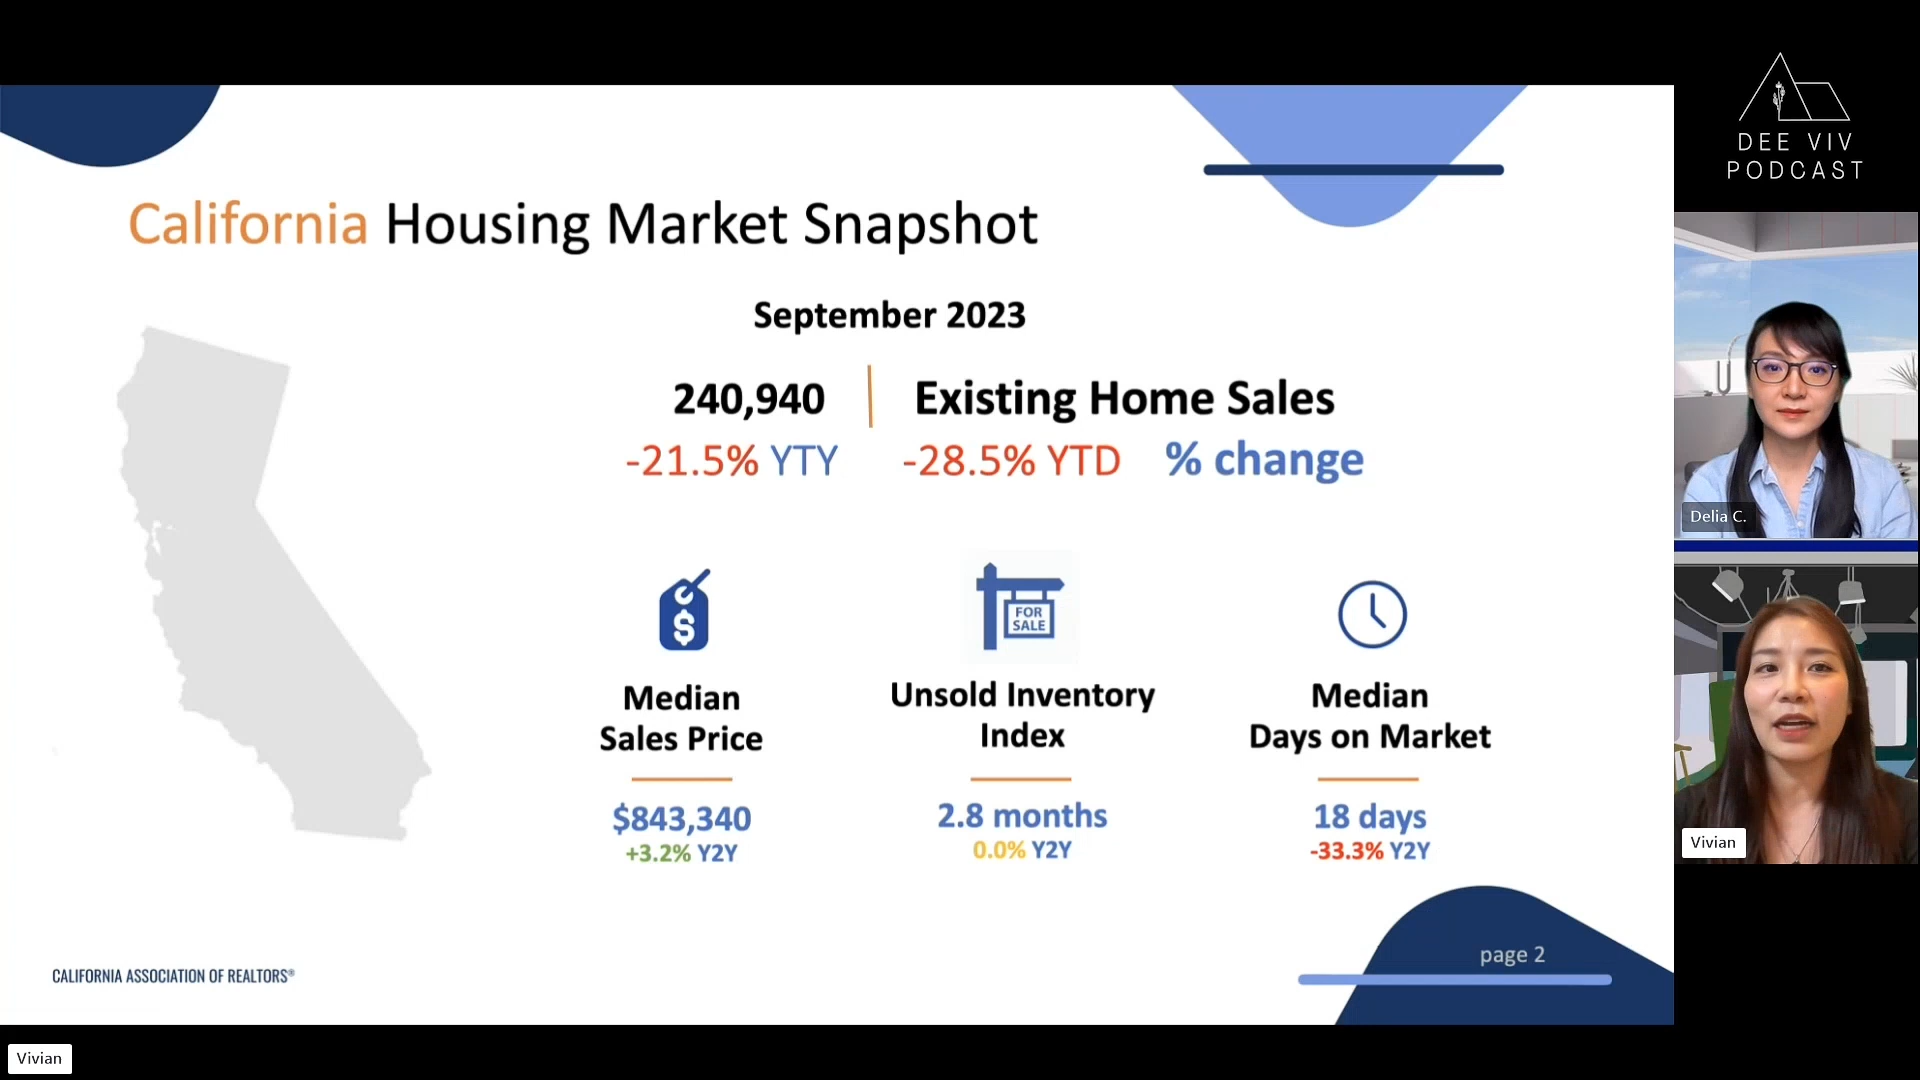 DEE VIV
PODCAST
California Housing Market Snapshot
September 2023
240,940 Existing Home Sales
-21.5% YTY -28.5% YTD % change
FOR
SALE
$
Median
Sales Price
$843,340
+3.2% Y2Y
Unsold Inventory
Index
2.8 months
0.0% Y2Y
Median
Days on Market
18 days
-33.3% Y2Y
CALIFORNIA ASSOCIATION OF REALTORS®
page 2
Delia C.
Vivian
Vivian